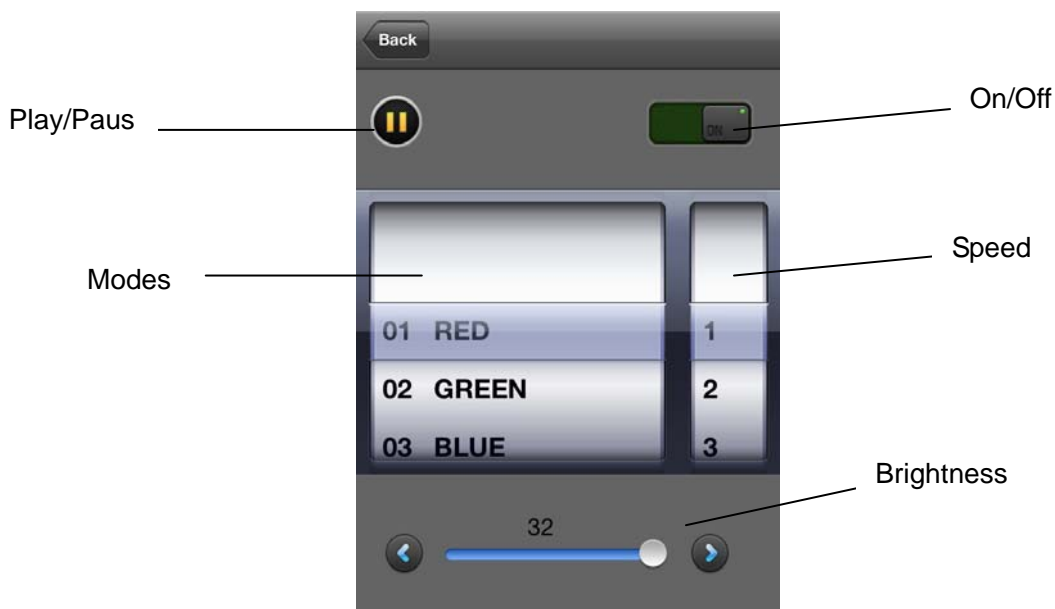 Back
Play/Paus
On/Off
ON
Modes
Speed
01 RED 1
02 GREEN 2
03 BLUE 3
Brightness
32